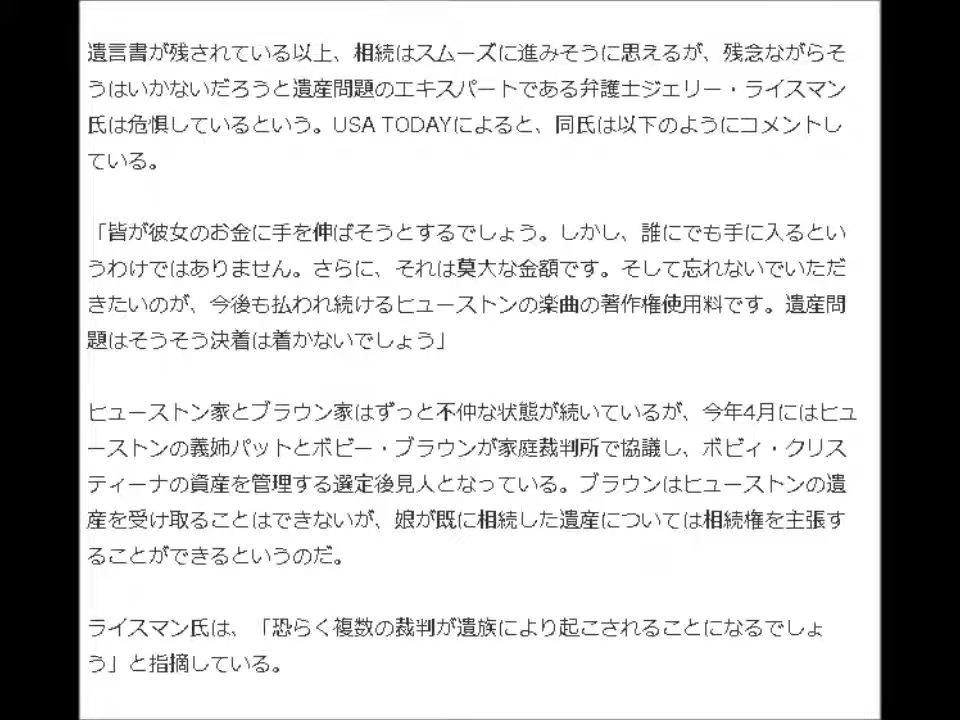 遺言書が残されている以上、相続はスムーズに進みそうに思えるが、残念ながらそ
うはいかないだろうと遺産問題のエキスパートである弁護士ジェリー・ライスマン
氏は危惧しているという。USA TODAYによると、同氏は以下のようにコメントし
ている。
「皆が彼女のお金に手を伸ばそうとするでしょう。しかし、誰にでも手に入るとい
うわけではありません。さらに、それは莫大な金額です。そして忘れないでいただ
きたいのが、今後も払われ続けるヒューストンの楽曲の著作権使用料です。遺産問
題はそうそう決着は着かないでしょう」
ヒューストン家とブラウン家はずっと不仲な状態が続いているが、今年4月にはヒュ
ーストンの義姉パットとボビー・ブラウンが家庭裁判所で協議し、ボビィ・クリス
ティーナの資産を管理する選定後見人となっている。ブラウンはヒューストンの遺
産を受け取ることはできないが、娘が既に相続した遺産については相続権を主張す
ることができるというのだ。
ライスマン氏は、「恐らく複数の裁判が遺族により起こされることになるでしょ
う」と指摘している。